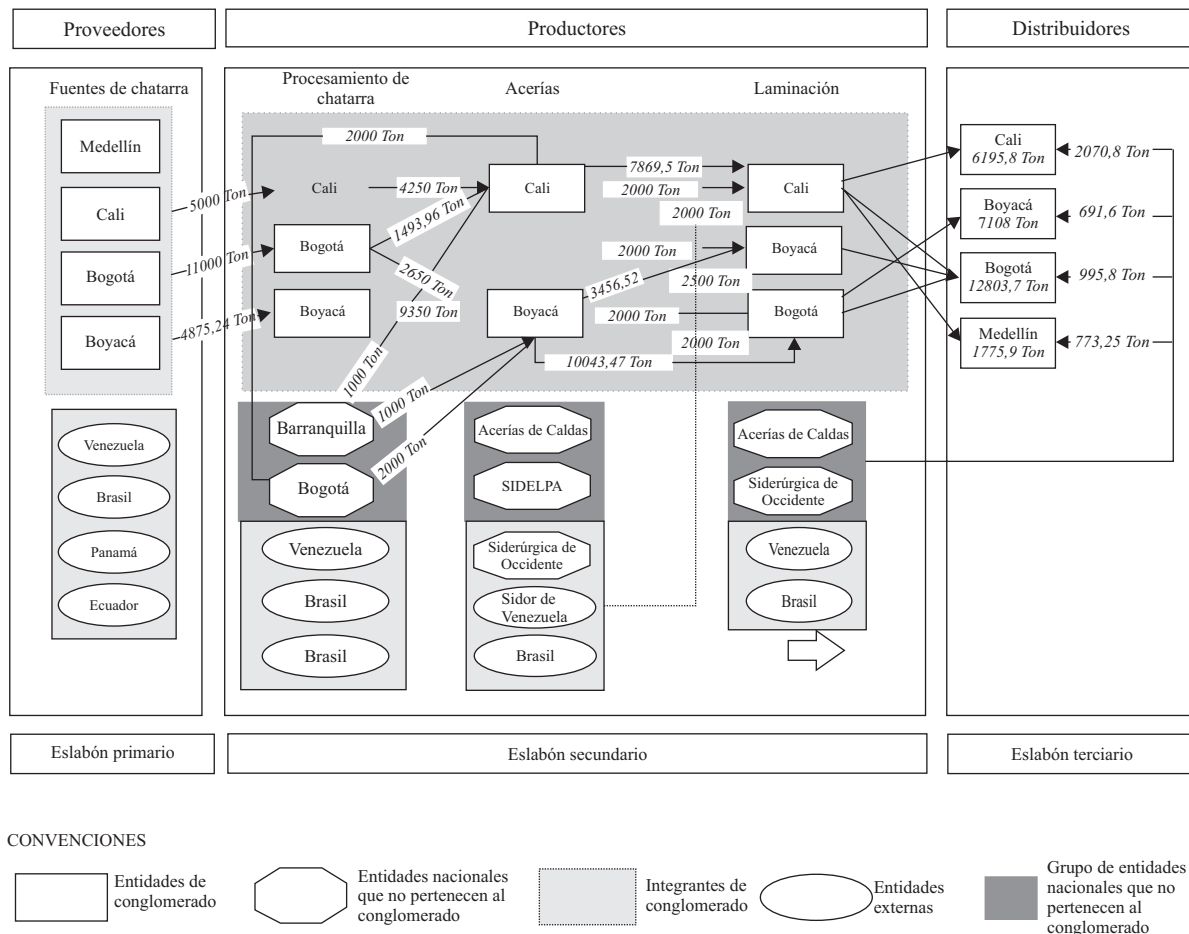 Proveedores
Productores
Distribuidores
Fuentes de chatarra
Medellín
Cali
Bogotá
Boyacá
5000 Ton
11000 Ton
4875,24 Ton
Venezuela
Brasil
Panamá
Ecuador
Procesamiento de
chatarra
Acerías
Laminación
2000 Ton
Cali
4250 Ton
Cali
7869,5 Ton
2000 Ton
Cali
Bogotá
1493,96 Ton
2650 Ton
2000 Ton
2000 Ton
Boyacá
2500 Ton
Boyacá
9350 Ton
Boyacá
3456,52
2000 Ton
Bogotá
2000 Ton
10043,47 Ton
1000 Ton
1000 Ton
2000 Ton
Barranquilla
Bogotá
Venezuela
Brasil
Brasil
Acerías de Caldas
SIDELPA
Siderúrgica de
Occidente
Sidor de
Venezuela
Brasil
Acerías de Caldas
Siderúrgica de
Occidente
Venezuela
Brasil
Cali
6195,8 Ton
2070,8 Ton
Boyacá
7108 Ton
691,6 Ton
Bogotá
12803,7 Ton
995,8 Ton
Medellín
1775,9 Ton
773,25 Ton
Eslabón primario
Eslabón secundario
Eslabón terciario
CONVENCIONES
Entidades de
conglomerado
Entidades nacionales
que no pertenecen al
conglomerado
Integrantes de
conglomerado
Entidades
externas
Grupo de entidades
nacionales que no
pertenecen al
conglomerado